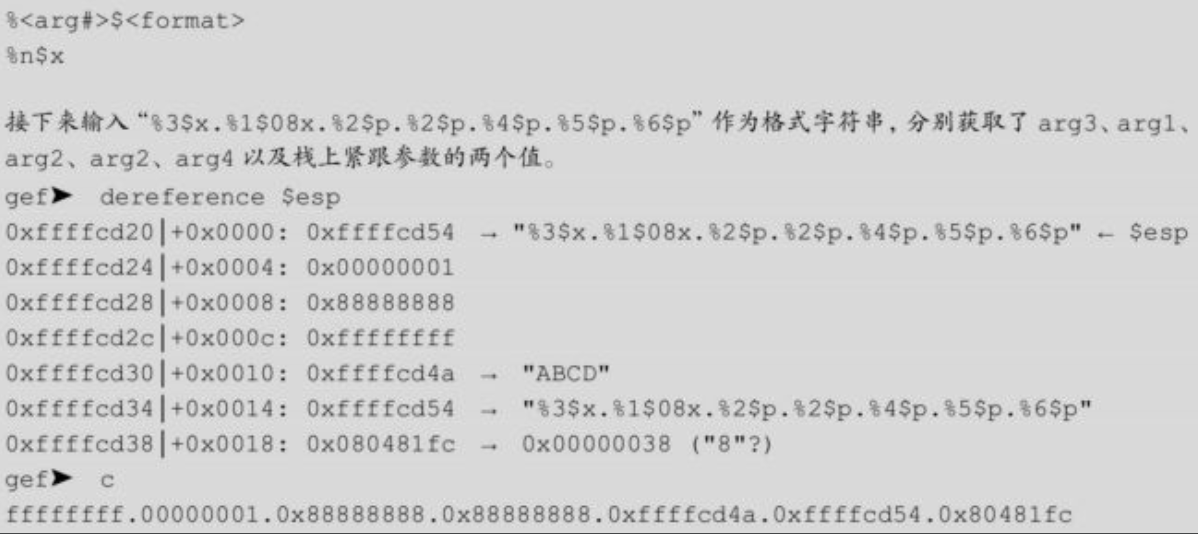 %<arg#>$<format>
%n$x
接下来输入“%3$x.%1$08x.%2$p.%2$p.%4$p.%5$p.%6$p”作为格式字符串，分别获取了 arg3、arg1、
arg2、arg2、arg4 以及栈上紧跟参数的两个值。
gef➤  dereference $esp
0xffffcd20|+0x0000: 0xffffcd54 → "%3$x.%1$08x.%2$p.%2$p.%4$p.%5$p.%6$p" ← $esp
0xffffcd24|+0x0004: 0x00000001
0xffffcd28|+0x0008: 0x88888888
0xffffcd2c|+0x000c: 0xffffffff
0xffffcd30|+0x0010: 0xffffcd4a → "ABCD"
0xffffcd34|+0x0014: 0xffffcd54 → "%3$x.%1$08x.%2$p.%2$p.%4$p.%5$p.%6$p"
0xffffcd38|+0x0018: 0x080481fc → 0x00000038 ("8"?)
gef➤  c
ffffffff.00000001.0x88888888.0x88888888.0xffffcd4a.0xffffcd54.0x80481fc